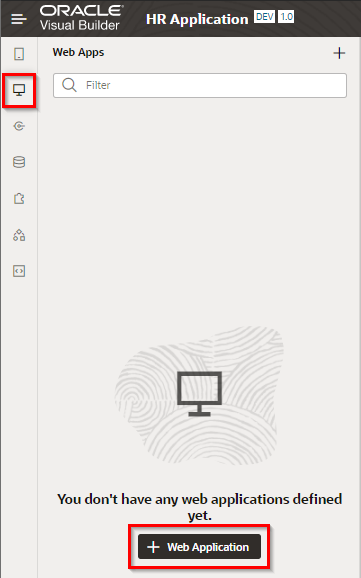 ORACLE
Visual Builder
HR Application DEV 1.0
Web Apps
Filter
You don't have any web applications defined
yet.
Web Application